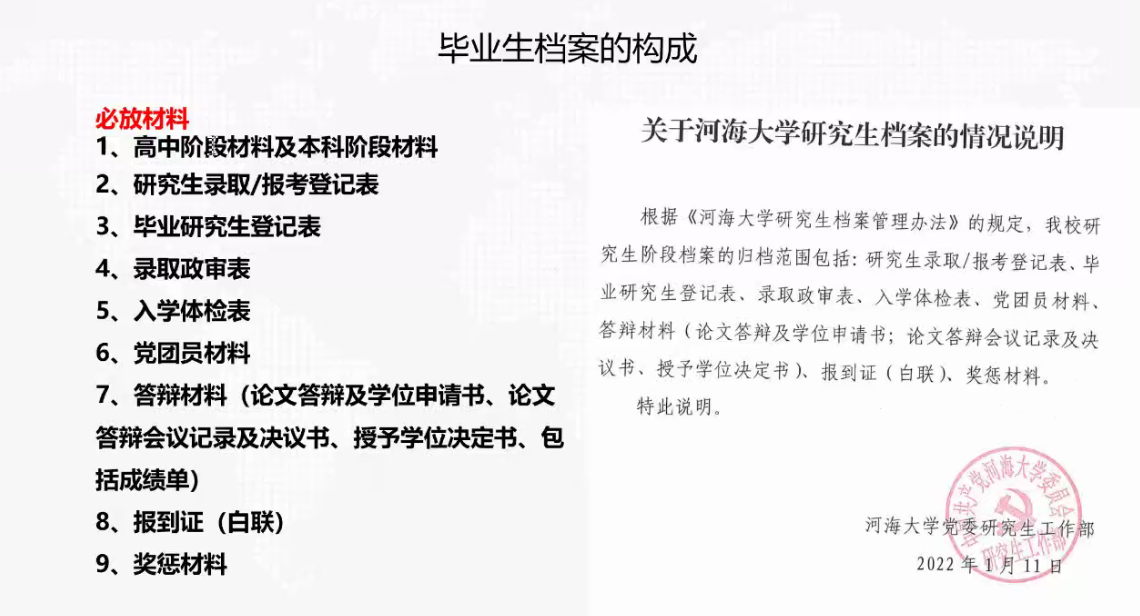 毕业生档案的构成
必放材料
1、高中阶段材料及本科阶段材料
2、研究生录取/报考登记表
3、毕业研究生登记表
4、录取政审表
5、入学体检表
6、党团员材料
7、答辩材料（论文答辩及学位申请书、论文
答辩会议记录及决议书、授予学位决定书、包
括成绩单）
8、报到证（白联）
9、奖惩材料
关于河海大学研究生档案的情况说明
根据《河海大学研究生档案管理办法》的规定，我校研
究生阶段档案的归档范围包括：研究生录取/报考登记表、毕
业研究生登记表、录取政审表、入学体检表、党团员材料、
答辩材料（论文答辩及学位申请书；论文答辩会议记录及决
议书、授予学位决定书）、报到证（白联）、奖惩材料。
特此说明。
中国共产党河海大学委员会
研究生工作部
河海大学党委研究生工作部
2022 年 1 月 11 日